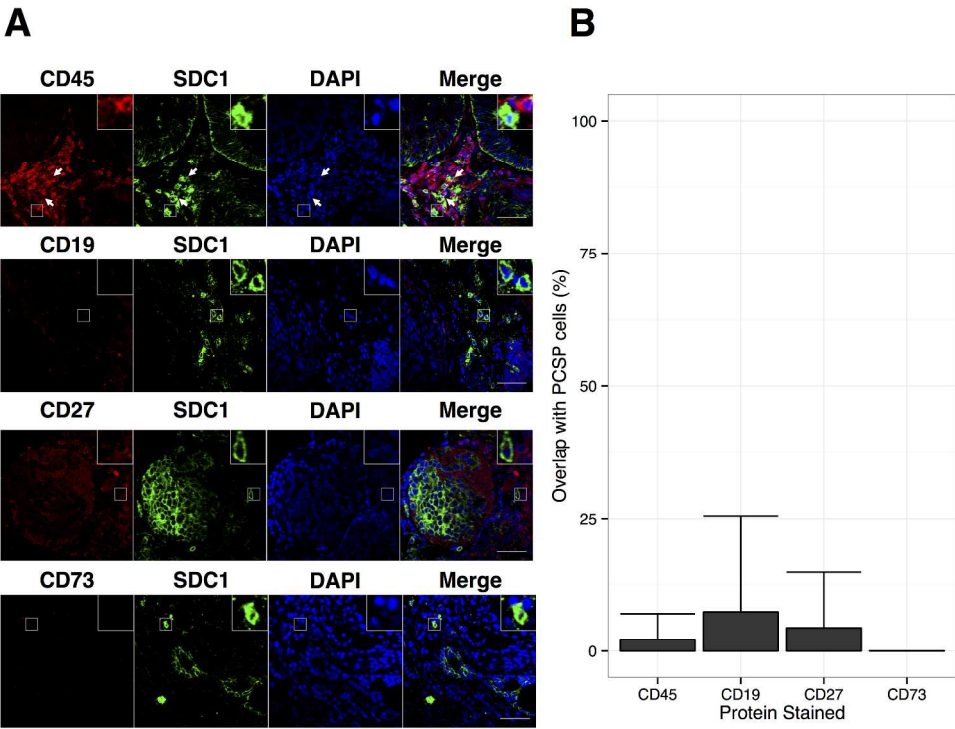 A
B
CD45 SDC1 DAPI Merge
CD19 SDC1 DAPI Merge
CD27 SDC1 DAPI Merge
CD73 SDC1 DAPI Merge
Overlap with PCSP cells (%)
100
75
50
25
0
CD45 CD19 CD27 CD73
Protein Stained